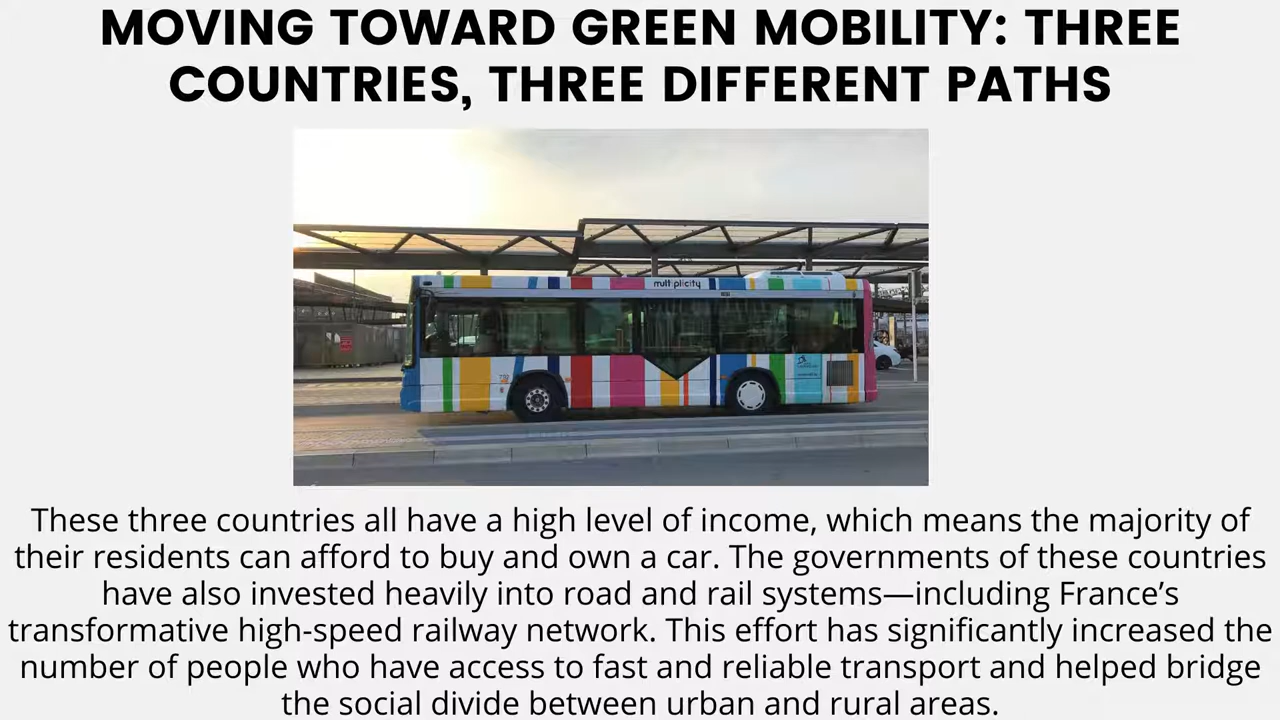 MOVING TOWARD GREEN MOBILITY: THREE
COUNTRIES, THREE DIFFERENT PATHS
multiplicity
These three countries all have a high level of income, which means the majority of
their residents can afford to buy and own a car. The governments of these countries
have also invested heavily into road and rail systems—including France’s
transformative high-speed railway network. This effort has significantly increased the
number of people who have access to fast and reliable transport and helped bridge
the social divide between urban and rural areas.